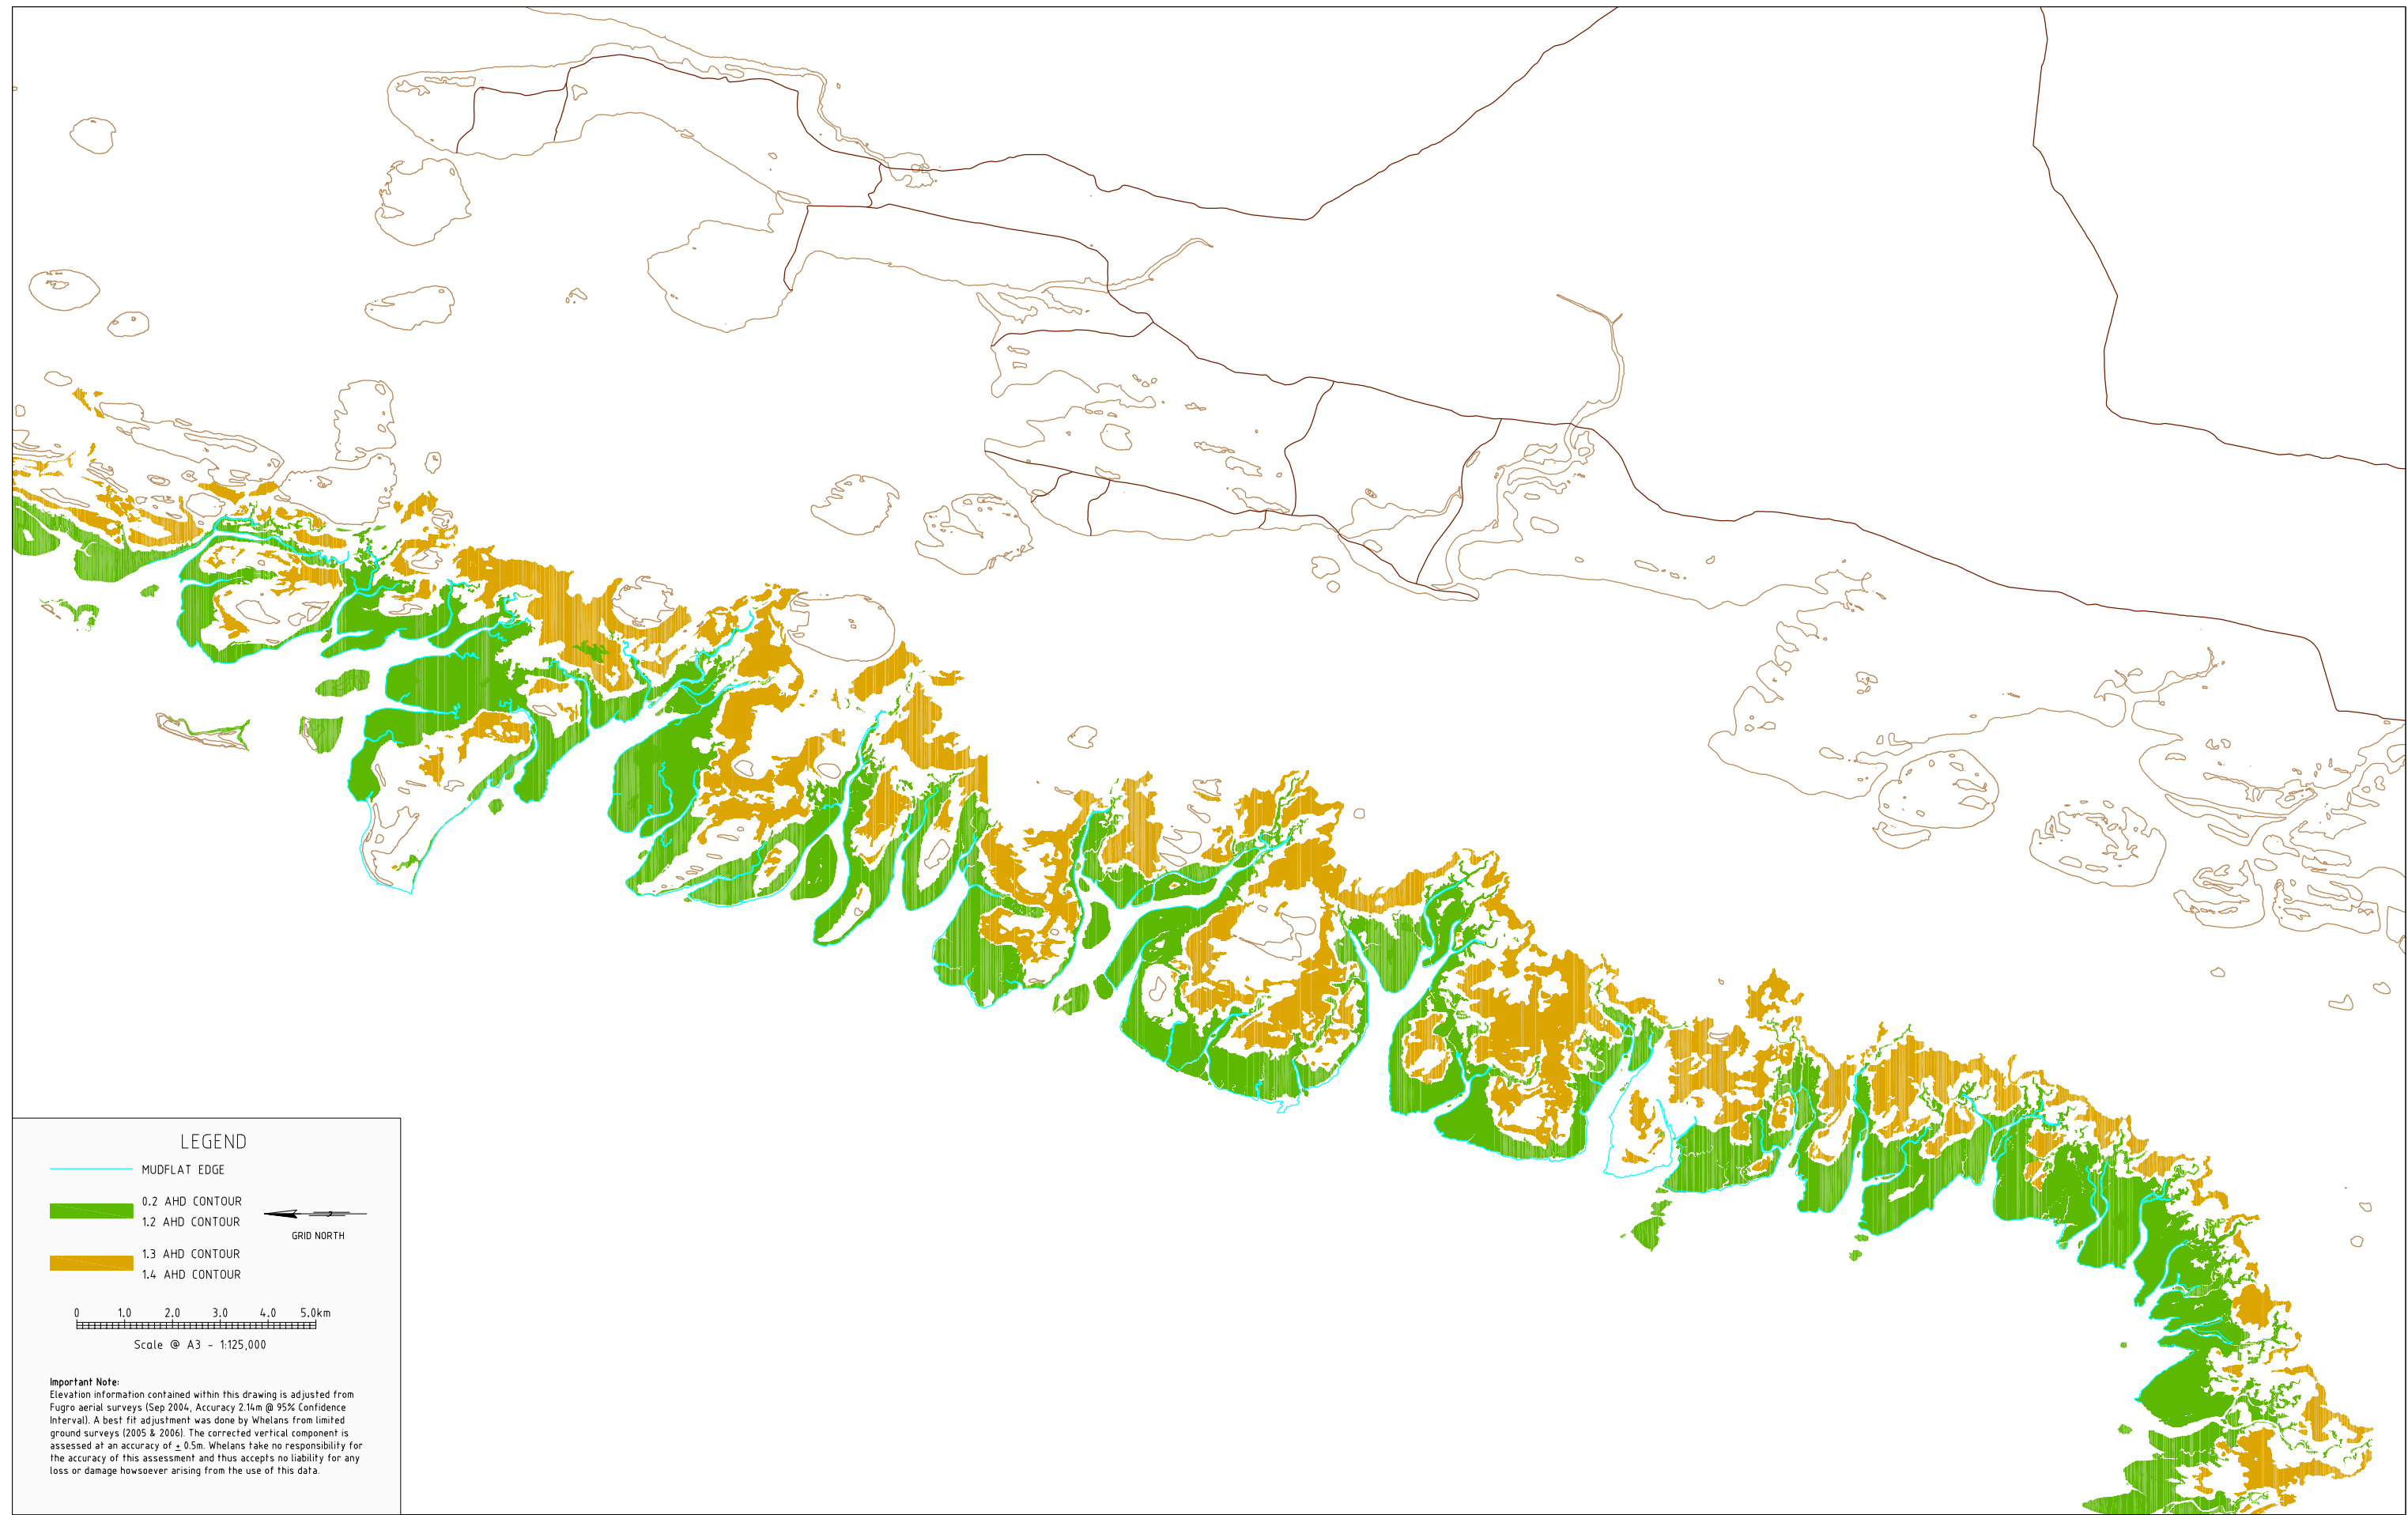 LEGEND
MUDFLAT EDGE
0.2 AHD CONTOUR
1.2 AHD CONTOUR
GRID NORTH
1.3 AHD CONTOUR
1.4 AHD CONTOUR
0 1.0 2.0 3.0 4.0 5.0km
Scale @ A3 - 1:125,000
Important Note:
Elevation information contained within this drawing is adjusted from
Fugro aerial surveys (Sep 2004, Accuracy 2.14m @ 95% Confidence
Interval). A best fit adjustment was done by Whelans from limited
ground surveys (2005 & 2006). The corrected vertical component is
assessed at an accuracy of ± 0.5m. Whelans take no responsibility for
the accuracy of this assessment and thus accepts no liability for any
loss or damage howsoever arising from the use of this data.